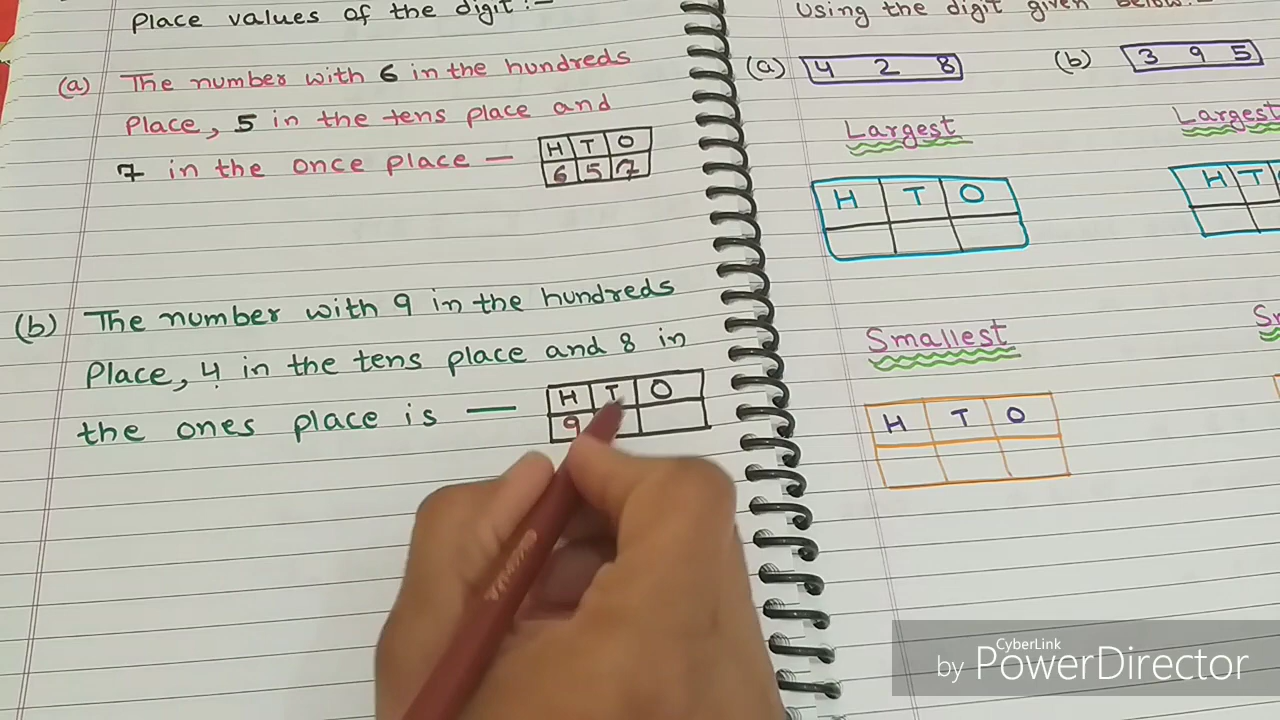 Place values of the digit:-
(a) The number with 6 in the hundreds
Place, 5 in the tens place and
7 in the once place —
H T O
6 5 7
(b) The number with 9 in the hundreds
Place, 4 in the tens place and 8 in
the ones place is —
H T O
9
Using the digit given below:-
(a) 4 2 8
(b) 3 9 5
Largest
Largest
H T O
H T
Smallest
H T O
CyberLink
by PowerDirector